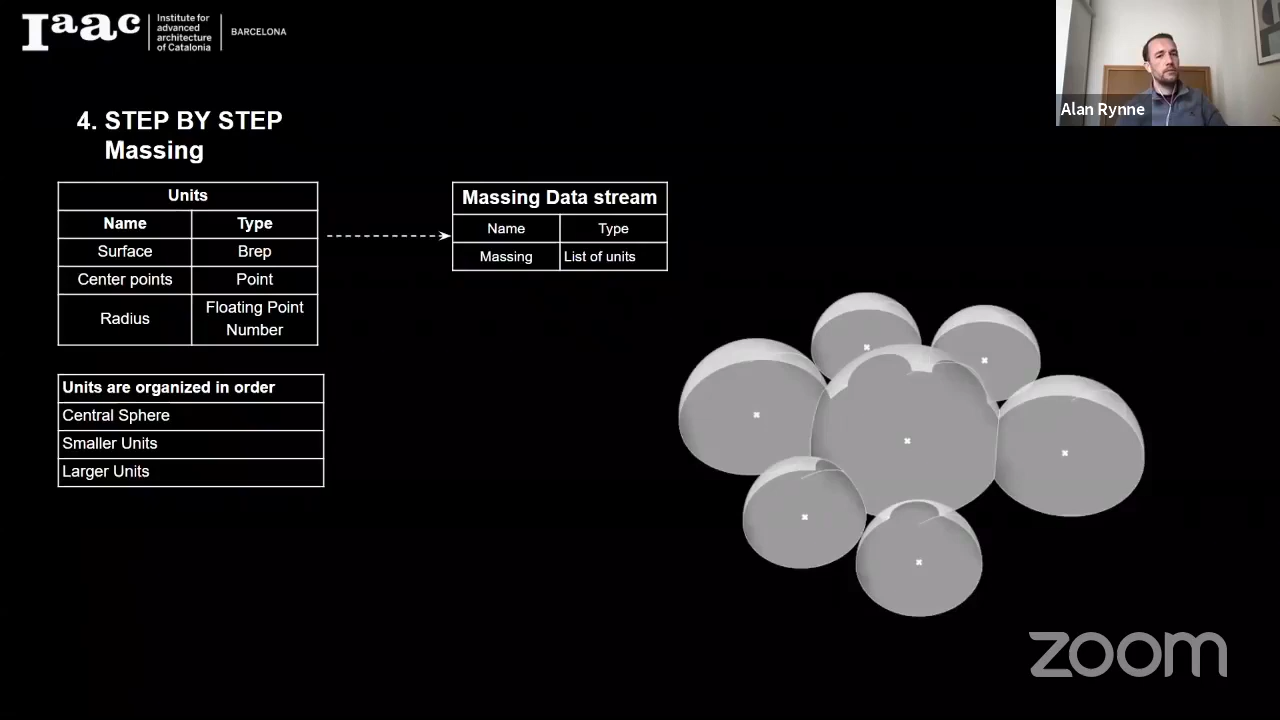 Iaac
Institute for
advanced
architecture
of Catalonia
BARCELONA
Alan Rynne
4. STEP BY STEP
Massing
Units
Name Type
Surface Brep
Center points Point
Radius Floating Point
Number
Massing Data stream
Name Type
Massing List of units
Units are organized in order
Central Sphere
Smaller Units
Larger Units
zoom